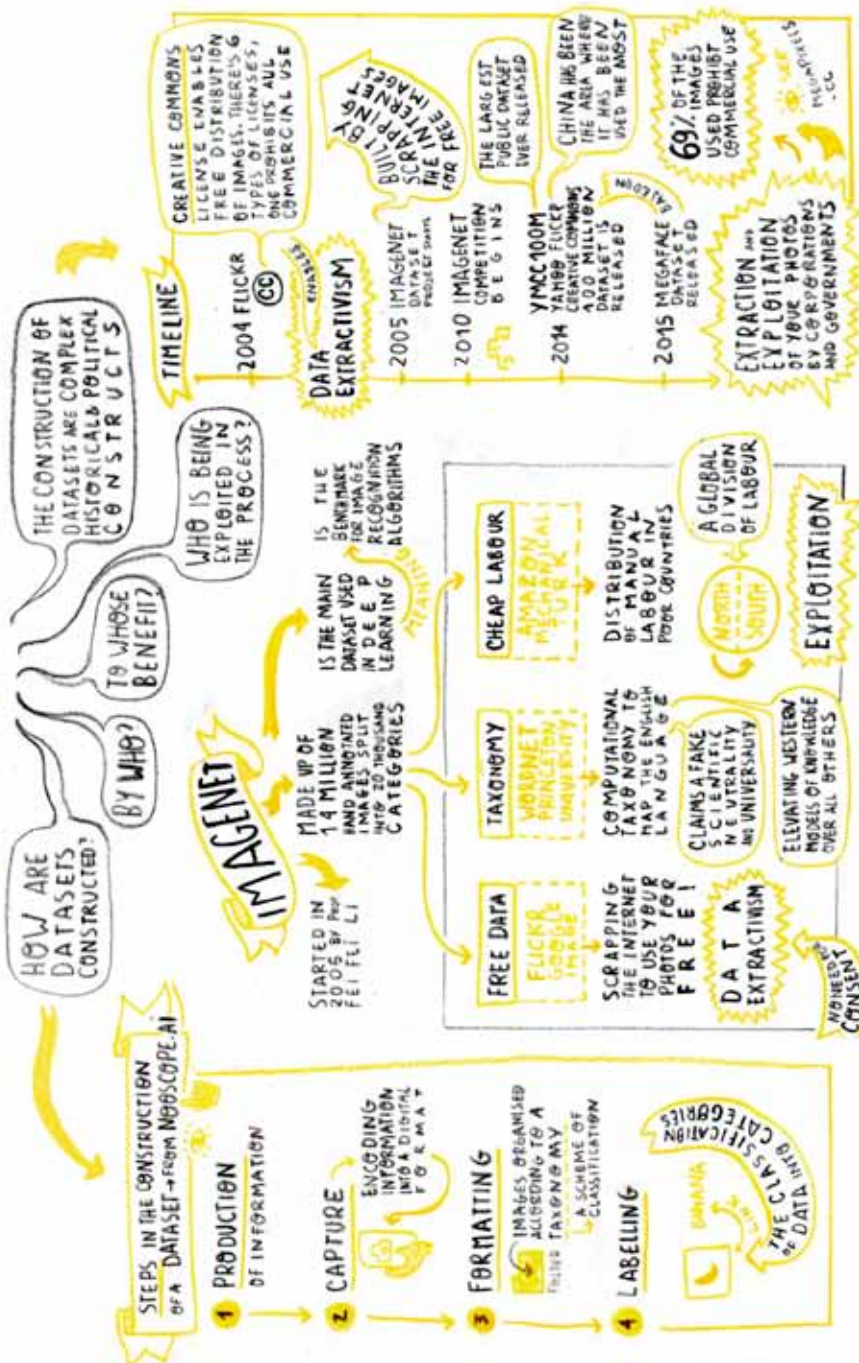 HOW ARE
DATASETS
CONSTRUCTED?
BY WHO?
TO WHOSE
BENEFIT?
WHO IS BEING
EXPLOITED IN
THE PROCESS?
THE CONSTRUCTION OF
DATASETS ARE COMPLEX
HISTORICAL & POLITICAL
CONSTRUCTS
STEPS IN THE CONSTRUCTION
OF A DATASET → FROM NOOSCOPE.AI
1 PRODUCTION
OF INFORMATION
2 CAPTURE
ENCODING
INFORMATION
INTO A DIGITAL
FORMAT
3 FORMATTING
IMAGES ORGANISED
ACCORDING TO A
TAXONOMY
A SCHEME OF
CLASSIFICATION
4 LABELLING
BANANA
LINK
THE CLASSIFICATION
OF DATA INTO CATEGORIES
IMAGENET
STARTED IN
BY PROF
FEI FEI LI
MADE UP OF
14 MILLION
HAND ANNOTATED
IMAGES SPLIT
INTO 20 THOUSAND
CATEGORIES
IS THE MAIN
DATASET USED
IN DEEP
LEARNING
MEANING
IS THE
BENCHMARK
FOR IMAGE
RECOGNITION
ALGORITHMS
FREE DATA
FLICKR
GOOGLE
IMAGE
SCRAPPING
THE INTERNET
TO USE YOUR
PHOTOS FOR
FREE!
DATA
EXTRACTIVISM
NO NEED FOR
CONSENT
TAXONOMY
WORDNET
PRINCETON
UNIVERSITY
COMPUTATIONAL
TAXONOMY TO
MAP THE ENGLISH
LANGUAGE
CLAIMS A FAKE
SCIENTIFIC
NEUTRALITY
AND UNIVERSALITY
ELEVATING WESTERN
MODELS OF KNOWLEDGE
OVER ALL OTHERS
CHEAP LABOUR
AMAZON
MECHANICAL
TURK
DISTRIBUTION
OF MANUAL
LABOUR IN
POOR COUNTRIES
A GLOBAL
DIVISION
OF LABOUR
NORTH
SOUTH
EXPLOITATION
TIMELINE
2004 FLICKR
CC
CREATIVE COMMONS
LICENSE ENABLES
FREE DISTRIBUTION
OF IMAGES. THERE'S 6
TYPES OF LICENSES,
ONE PROHIBITS ALL
COMMERCIAL USE
ENABLES
DATA
EXTRACTIVISM
2005 IMAGENET
DATASET
PROJECT STARTS
BUILT BY
SCRAPPING
THE INTERNET
FOR FREE IMAGES
2010 IMAGENET
COMPETITION
BEGINS
YMCC100M
YAHOO FLICKR
CREATIVE COMMONS
100 MILLION
2014 DATASET IS
RELEASED
THE LARGEST
PUBLIC DATASET
EVER RELEASED
2015 MEGAFACE
DATASET
RELEASED
CHINA HAS BEEN
THE AREA WHERE
IT HAS BEEN
USED THE MOST
EXTRACTION AND
EXPLOITATION
OF YOUR PHOTOS
BY CORPORATIONS
AND GOVERNMENTS
69% OF THE
IMAGES
USED PROHIBIT
COMMERCIAL USE
SEE
MEGAPIXELS
.CC